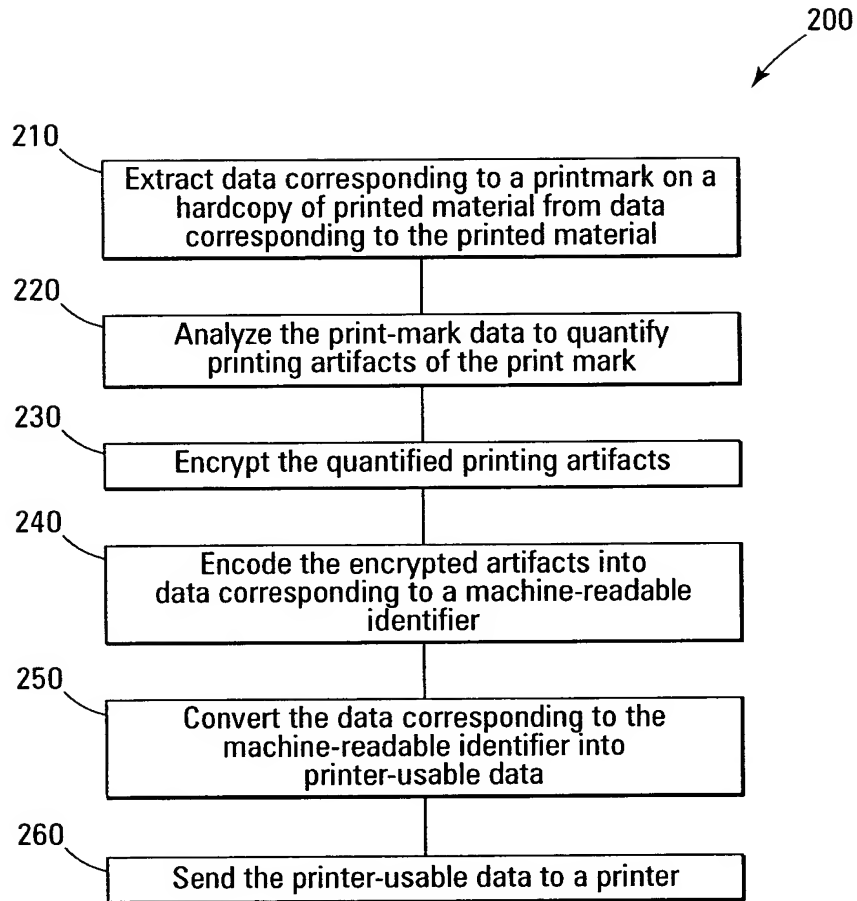 200
210
Extract data corresponding to a printmark on a
hardcopy of printed material from data
corresponding to the printed material
220
Analyze the print-mark data to quantify
printing artifacts of the print mark
230
Encrypt the quantified printing artifacts
240
Encode the encrypted artifacts into
data corresponding to a machine-readable
identifier
250
Convert the data corresponding to the
machine-readable identifier into
printer-usable data
260
Send the printer-usable data to a printer